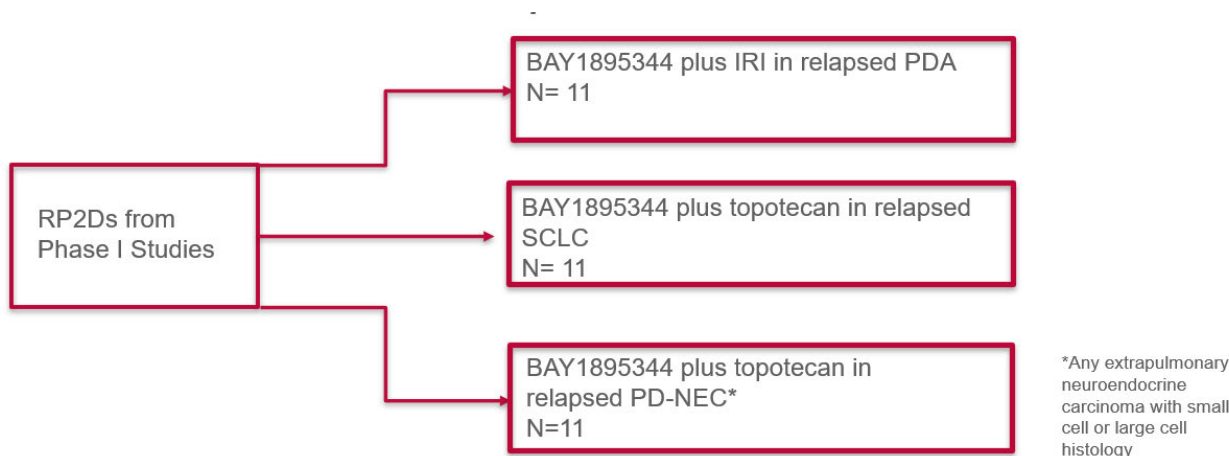 -
BAY1895344 plus IRI in relapsed PDA
N= 11
RP2Ds from
Phase I Studies
BAY1895344 plus topotecan in relapsed
SCLC
N= 11
BAY1895344 plus topotecan in
relapsed PD-NEC*
N=11
*Any extrapulmonary
neuroendocrine
carcinoma with small
cell or large cell
histology